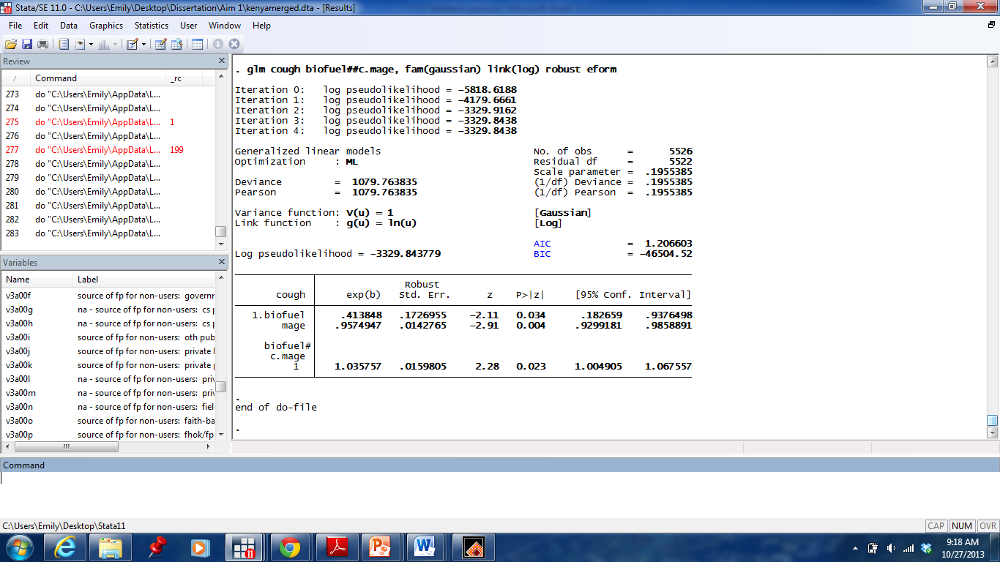 Stata/SE 11.0 - C:\Users\Emily\Desktop\Dissertation\Aim 1\kenyamerged.dta - [Results]
File Edit Data Graphics Statistics User Window Help
Review
/ Command _rc
273 do "C:\Users\Emily\AppData\L...
274 do "C:\Users\Emily\AppData\L...
275 do "C:\Users\Emily\AppData\L... 1
276 do "C:\Users\Emily\AppData\L...
277 do "C:\Users\Emily\AppData\L... 199
278 do "C:\Users\Emily\AppData\L...
279 do "C:\Users\Emily\AppData\L...
280 do "C:\Users\Emily\AppData\L...
281 do "C:\Users\Emily\AppData\L...
282 do "C:\Users\Emily\AppData\L...
283 do "C:\Users\Emily\AppData\L...
Variables
Name Label
v3a00f source of fp for non-users: governr
v3a00g na - source of fp for non-users: cs p
v3a00h na - source of fp for non-users: cs p
v3a00i source of fp for non-users: oth pub
v3a00j source of fp for non-users: private h
v3a00k source of fp for non-users: private p
v3a00l na - source of fp for non-users: priv
v3a00m na - source of fp for non-users: priv
v3a00n na - source of fp for non-users: fiel
v3a00o source of fp for non-users: faith-ba
v3a00p source of fp for non-users: fhok/fp
. glm cough biofuel##c.mage, fam(gaussian) link(log) robust eform
Iteration 0: log pseudolikelihood = -5818.6188
Iteration 1: log pseudolikelihood = -4179.6661
Iteration 2: log pseudolikelihood = -3329.9162
Iteration 3: log pseudolikelihood = -3329.8438
Iteration 4: log pseudolikelihood = -3329.8438
Generalized linear models No. of obs = 5526
Optimization : ML Residual df = 5522
Scale parameter = .1955385
Deviance = 1079.763835 (1/df) Deviance = .1955385
Pearson = 1079.763835 (1/df) Pearson = .1955385
Variance function: V(u) = 1 [Gaussian]
Link function : g(u) = ln(u) [Log]
AIC = 1.206603
Log pseudolikelihood = -3329.843779 BIC = -46504.52
Robust
cough exp(b) Std. Err. z P>|z| [95% Conf. Interval]
1.biofuel .413848 .1726955 -2.11 0.034 .182659 .9376498
mage .9574947 .0142765 -2.91 0.004 .9299181 .9858891
biofuel#
c.mage
1 1.035757 .0159805 2.28 0.023 1.004905 1.067557
.
end of do-file
.
Command
C:\Users\Emily\Desktop\Stata11 CAP NUM OVR
9:18 AM
10/27/2013